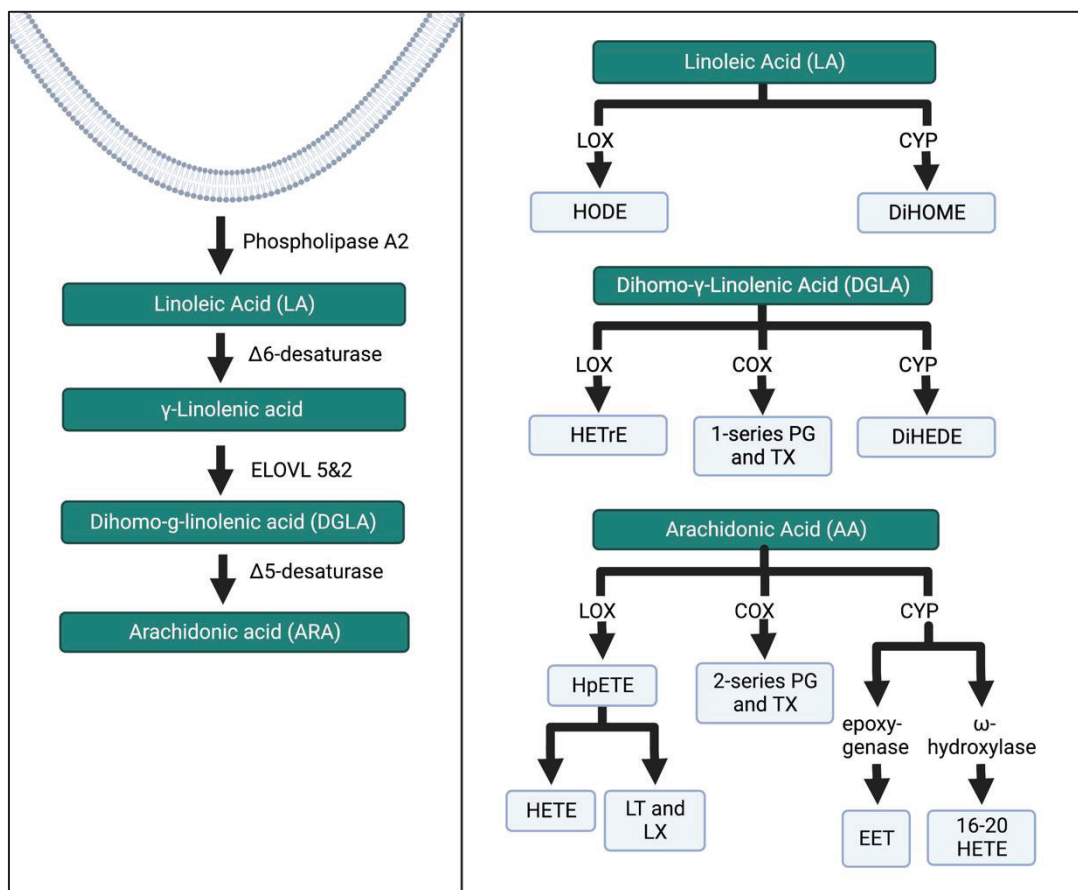 Phospholipase A2
Linoleic Acid (LA)
Δ6-desaturase
γ-Linolenic acid
ELOVL 5&2
Dihomo-g-linolenic acid (DGLA)
Δ5-desaturase
Arachidonic acid (ARA)
Linoleic Acid (LA)
LOX
CYP
HODE
DiHOME
Dihomo-γ-Linolenic Acid (DGLA)
LOX
COX
CYP
HETrE
1-series PG
and TX
DiHEDE
Arachidonic Acid (AA)
LOX
COX
CYP
HpETE
2-series PG
and TX
epoxy-
genase
ω-
hydroxylase
HETE
LT and
LX
EET
16-20
HETE